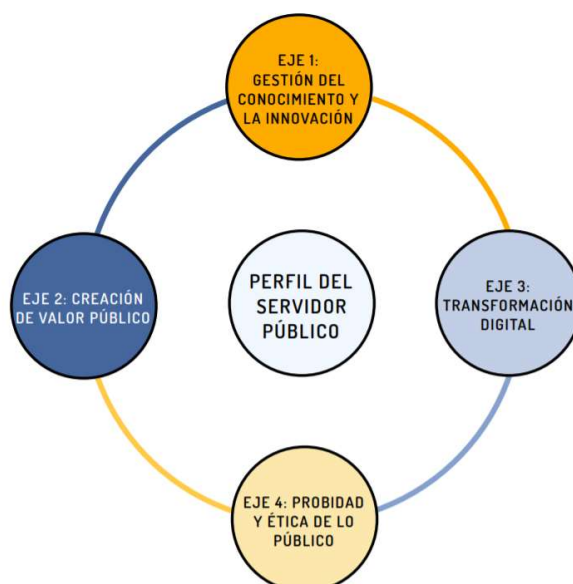 EJE 1:
GESTIÓN DEL
CONOCIMIENTO Y
LA INNOVACIÓN
EJE 2: CREACIÓN
DE VALOR PÚBLICO
PERFIL DEL
SERVIDOR
PÚBLICO
EJE 3:
TRANSFORMACIÓN
DIGITAL
EJE 4: PROBIDAD
Y ÉTICA DE LO
PÚBLICO